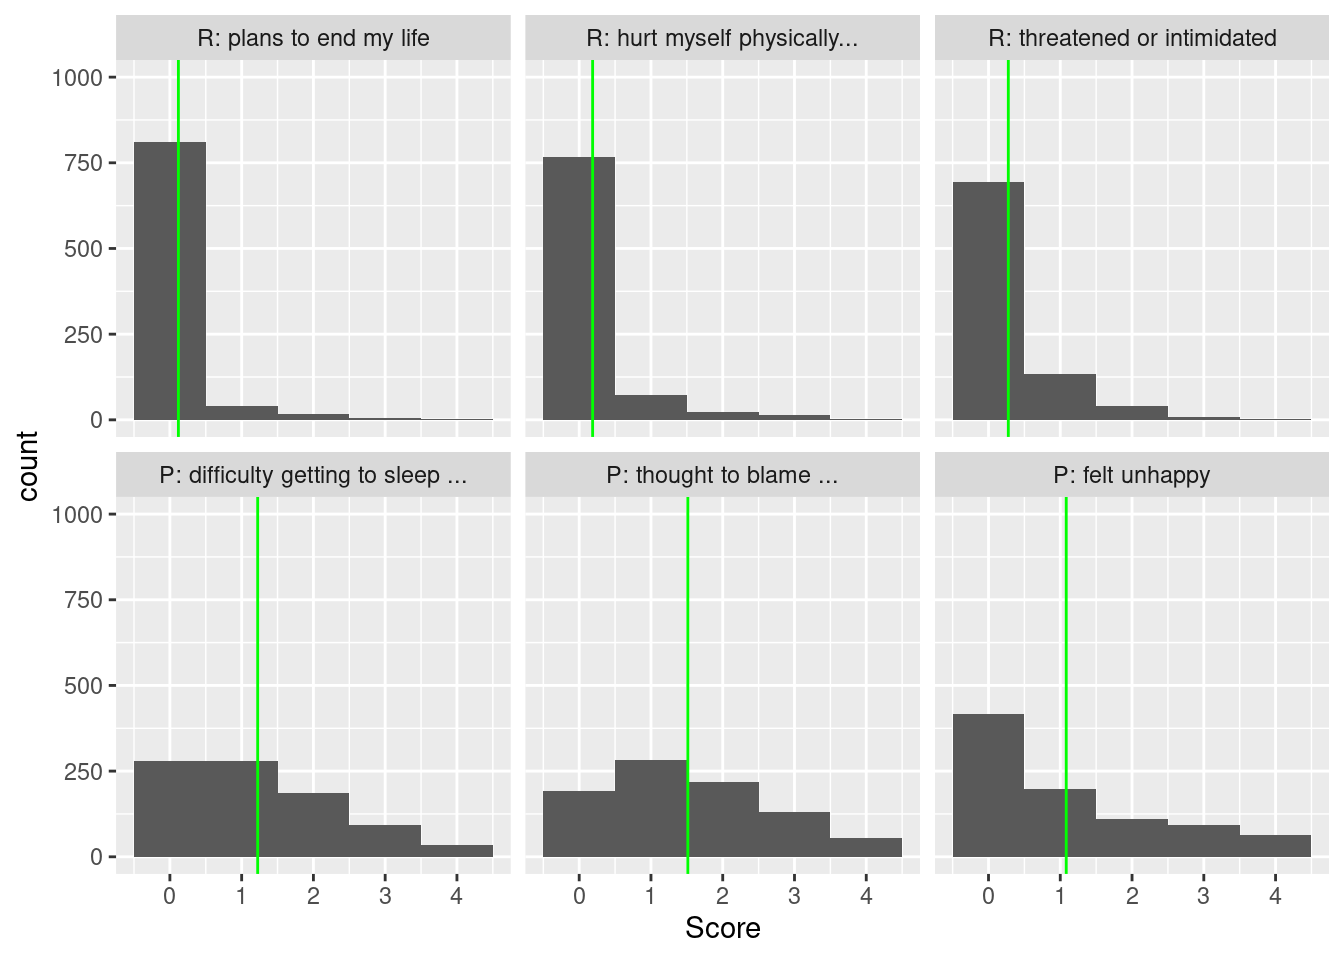 R: plans to end my life
R: hurt myself physically...
R: threatened or intimidated
1000
750
500
250
0
P: difficulty getting to sleep ...
P: thought to blame ...
P: felt unhappy
1000
750
500
250
0
count
0 1 2 3 4
0 1 2 3 4
0 1 2 3 4
Score